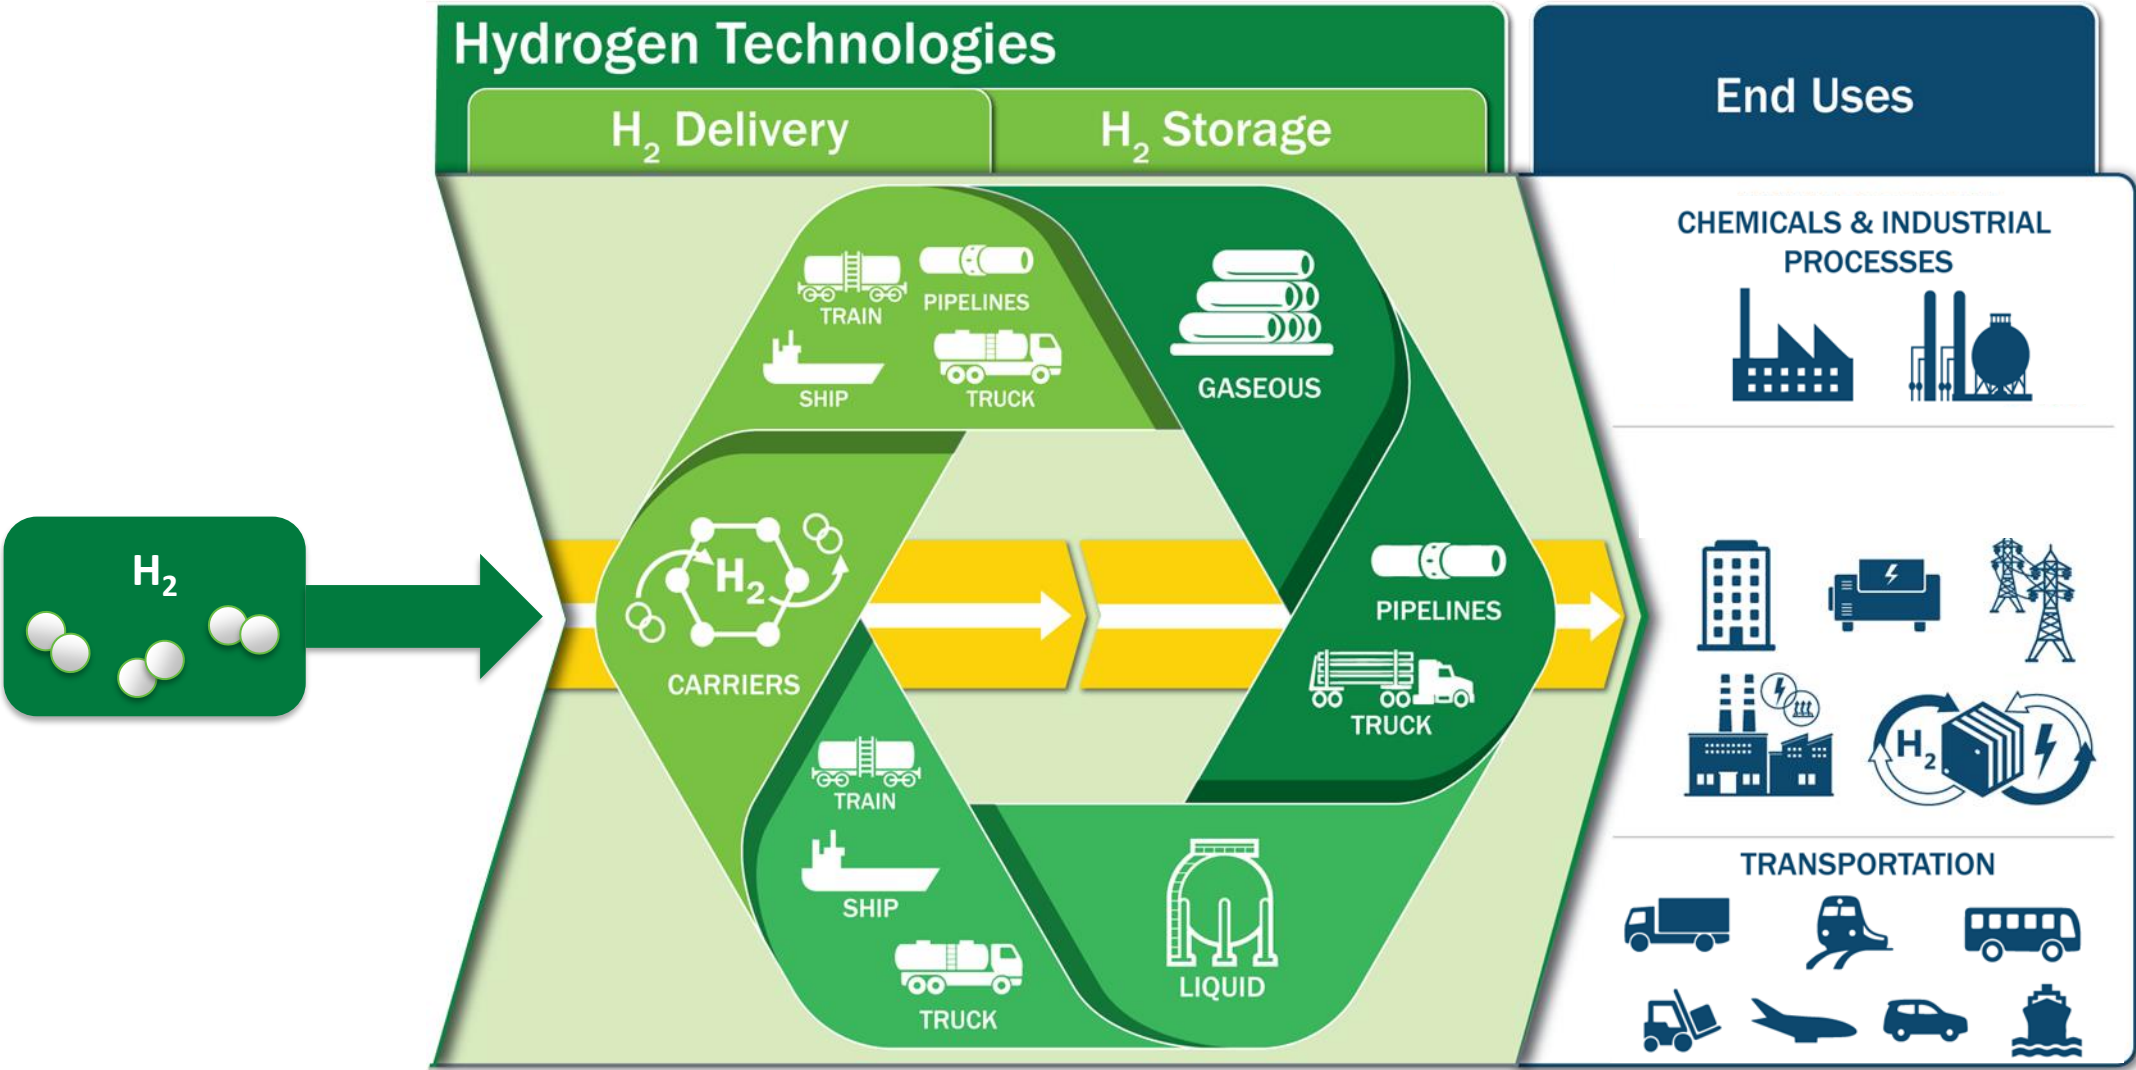 Hydrogen Technologies
H₂ Delivery
H₂ Storage
End Uses
TRAIN
PIPELINES
SHIP
TRUCK
GASEOUS
H₂
CARRIERS
PIPELINES
TRUCK
TRAIN
SHIP
TRUCK
LIQUID
H₂
CHEMICALS & INDUSTRIAL
PROCESSES
H₂
TRANSPORTATION